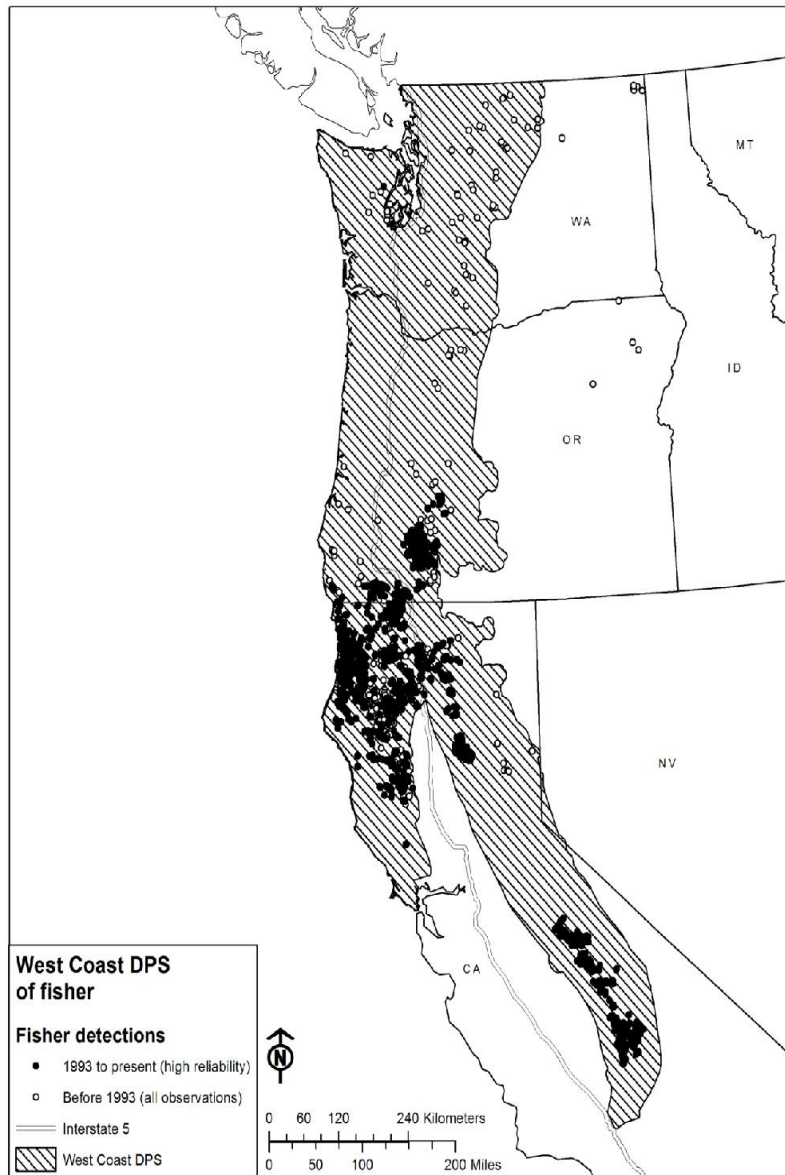 MT
WA
ID
OR
NV
CA
West Coast DPS
of fisher
Fisher detections
1993 to present (high reliability)
Before 1993 (all observations)
Interstate 5
West Coast DPS
N
0 60 120 240 Kilometers
0 50 100 200 Miles